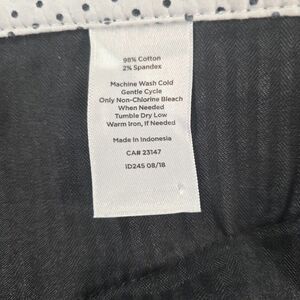 98% Cotton
2% Spandex
Machine Wash Cold
Gentle Cycle
Only Non-Chlorine Bleach
When Needed
Tumble Dry Low
Warm Iron, If Needed
Made In Indonesia
CA# 23147
ID245 08/18